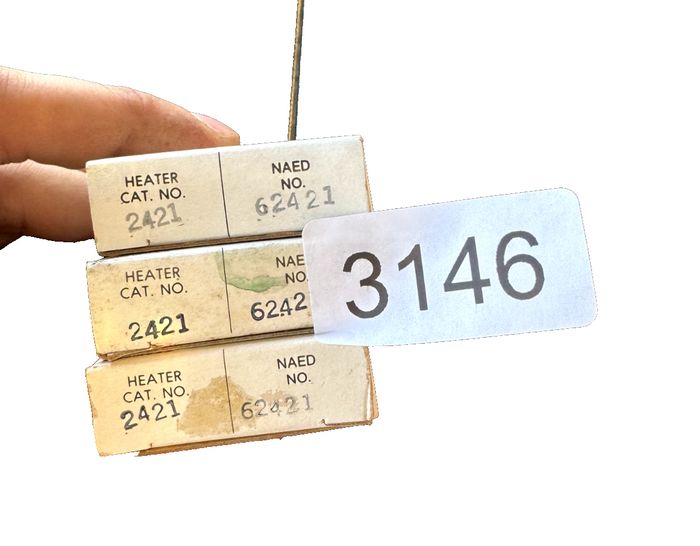 HEATER
CAT. NO.
2421
NAED
NO.
62421
HEATER
CAT. NO.
2421
NAE
NO.
6242
3146
HEATER
CAT. NO.
2421
NAED
NO.
62421